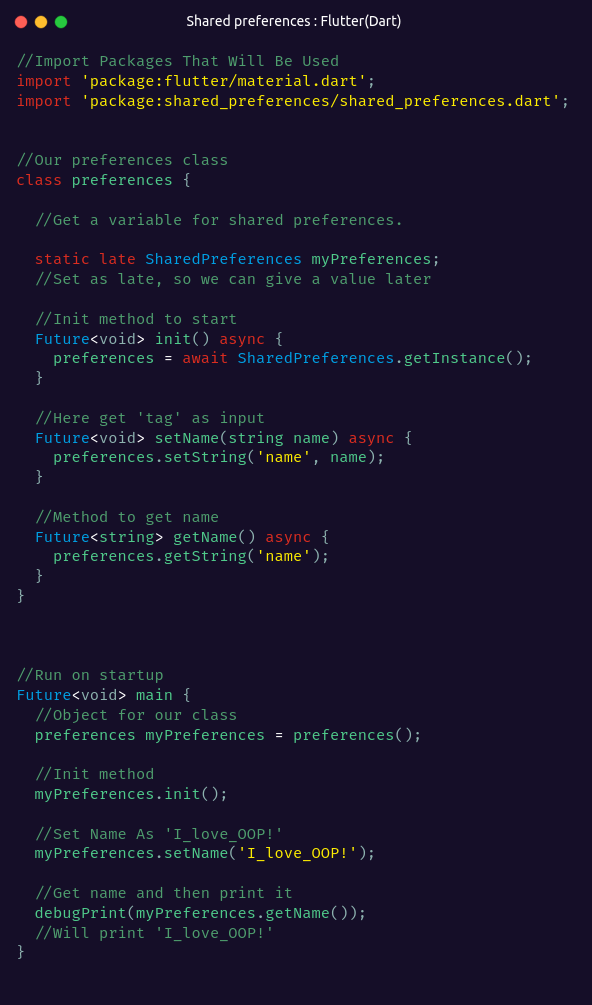 Shared preferences : Flutter(Dart)
//Import Packages That Will Be Used
import 'package:flutter/material.dart';
import 'package:shared_preferences/shared_preferences.dart';
//Our preferences class
class preferences {
//Get a variable for shared preferences.
static late SharedPreferences myPreferences;
//Set as late, so we can give a value later
//Init method to start
Future<void> init() async {
preferences = await SharedPreferences.getInstance();
}
//Here get 'tag' as input
Future<void> setName(string name) async {
preferences.setString('name', name);
}
//Method to get name
Future<string> getName() async {
preferences.getString('name');
}
}
//Run on startup
Future<void> main {
//Object for our class
preferences myPreferences = preferences();
//Init method
myPreferences.init();
//Set Name As 'I_love_OOP!'
myPreferences.setName('I_love_OOP!');
//Get name and then print it
debugPrint(myPreferences.getName());
//Will print 'I_love_OOP!'
}